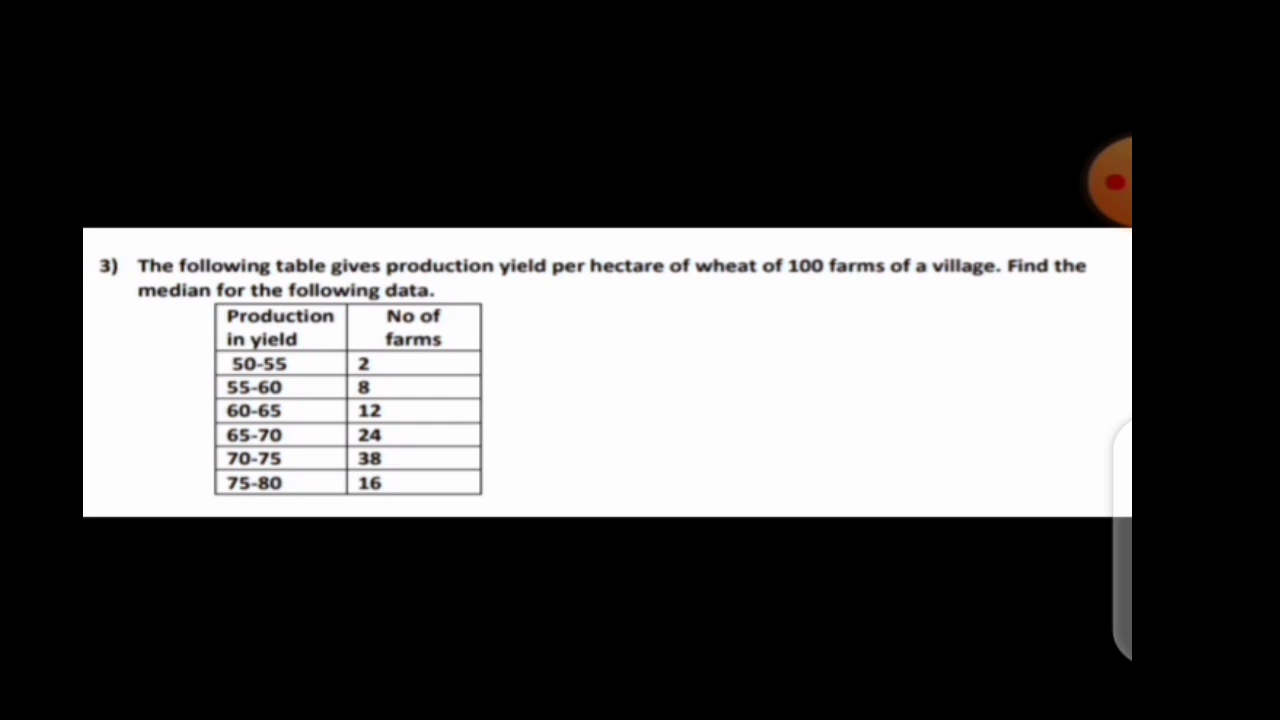 3) The following table gives production yield per hectare of wheat of 100 farms of a village. Find the
median for the following data.
Production in yield No of farms
50-55 2
55-60 8
60-65 12
65-70 24
70-75 38
75-80 16